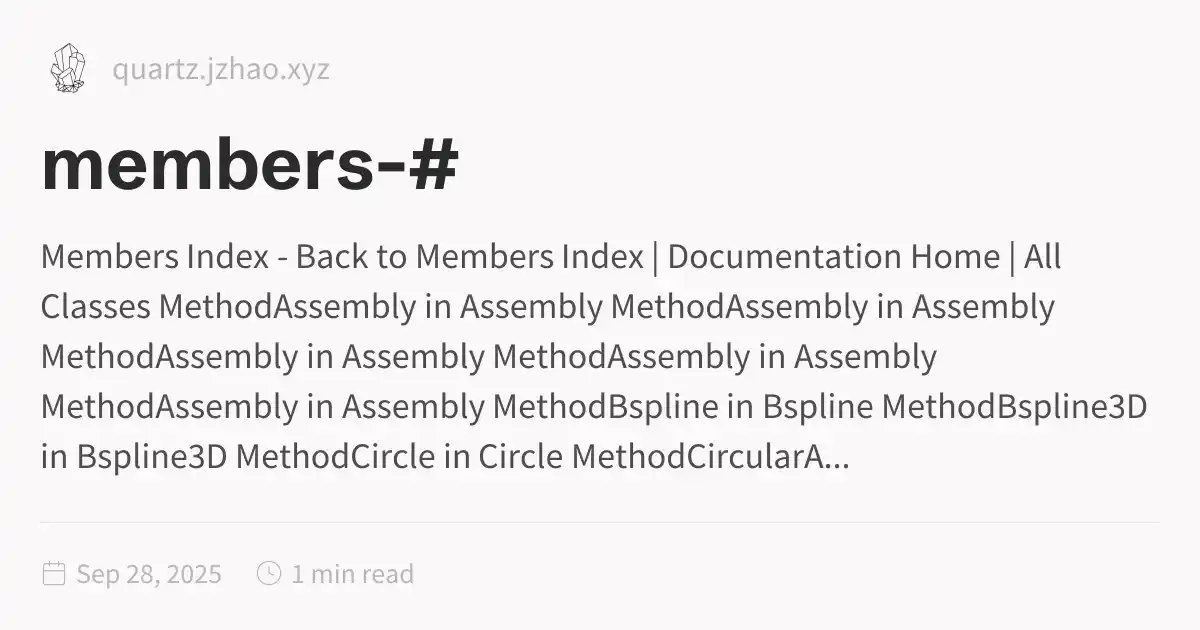 quartz.jzhao.xyz
members-#
Members Index - Back to Members Index | Documentation Home | All
Classes MethodAssembly in Assembly MethodAssembly in Assembly
MethodAssembly in Assembly MethodAssembly in Assembly
MethodAssembly in Assembly MethodBspline in Bspline MethodBspline3D
in Bspline3D MethodCircle in Circle MethodCircularA...
Sep 28, 2025 1 min read